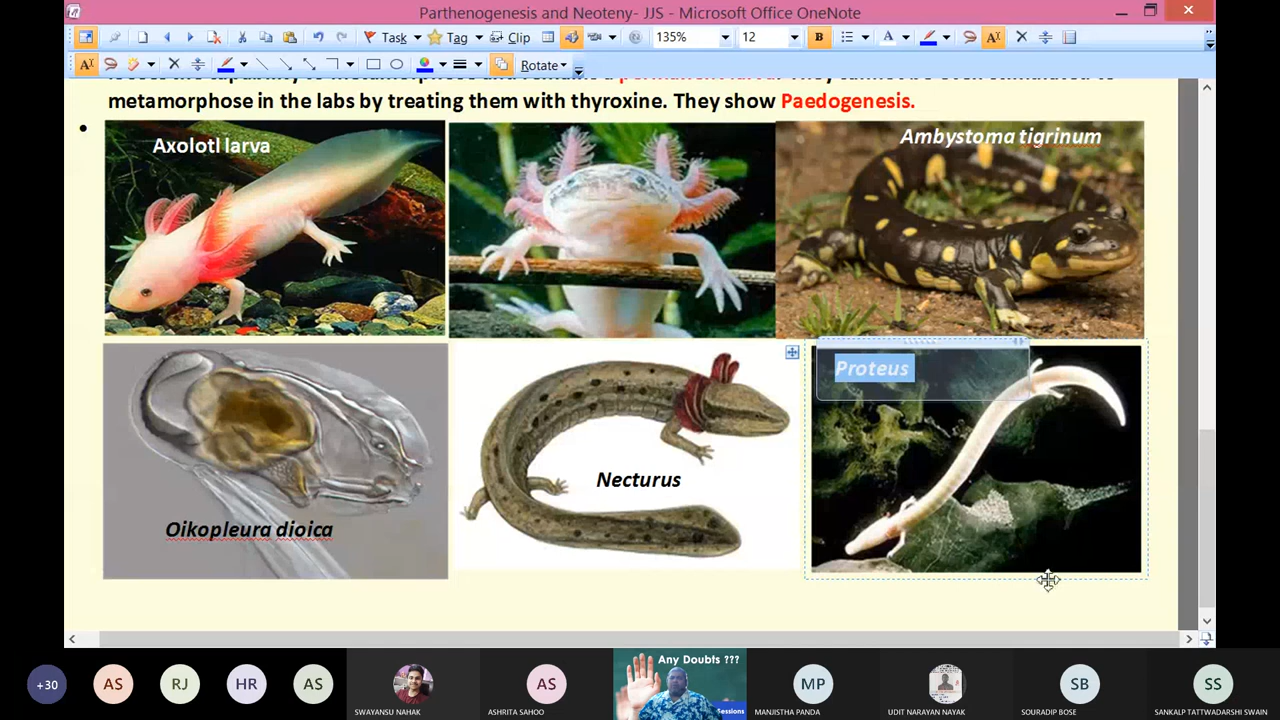 Parthenogenesis and Neoteny- JJS - Microsoft Office OneNote
Task Tag Clip 135% 12 B A A
A Rotate
metamorphose in the labs by treating them with thyroxine. They show Paedogenesis.
Axolotl larva
Ambystoma tigrinum
Proteus
Necturus
Oikopleura dioica
+30 AS RJ HR AS AS Any Doubts ??? MP SB SS
Sessions
SWAYANSU NAHAK ASHRITA SAHOO MANJISTHA PANDA UDIT NARAYAN NAYAK SOURADIP BOSE SANKALP TATTWADARSHI SWAIN